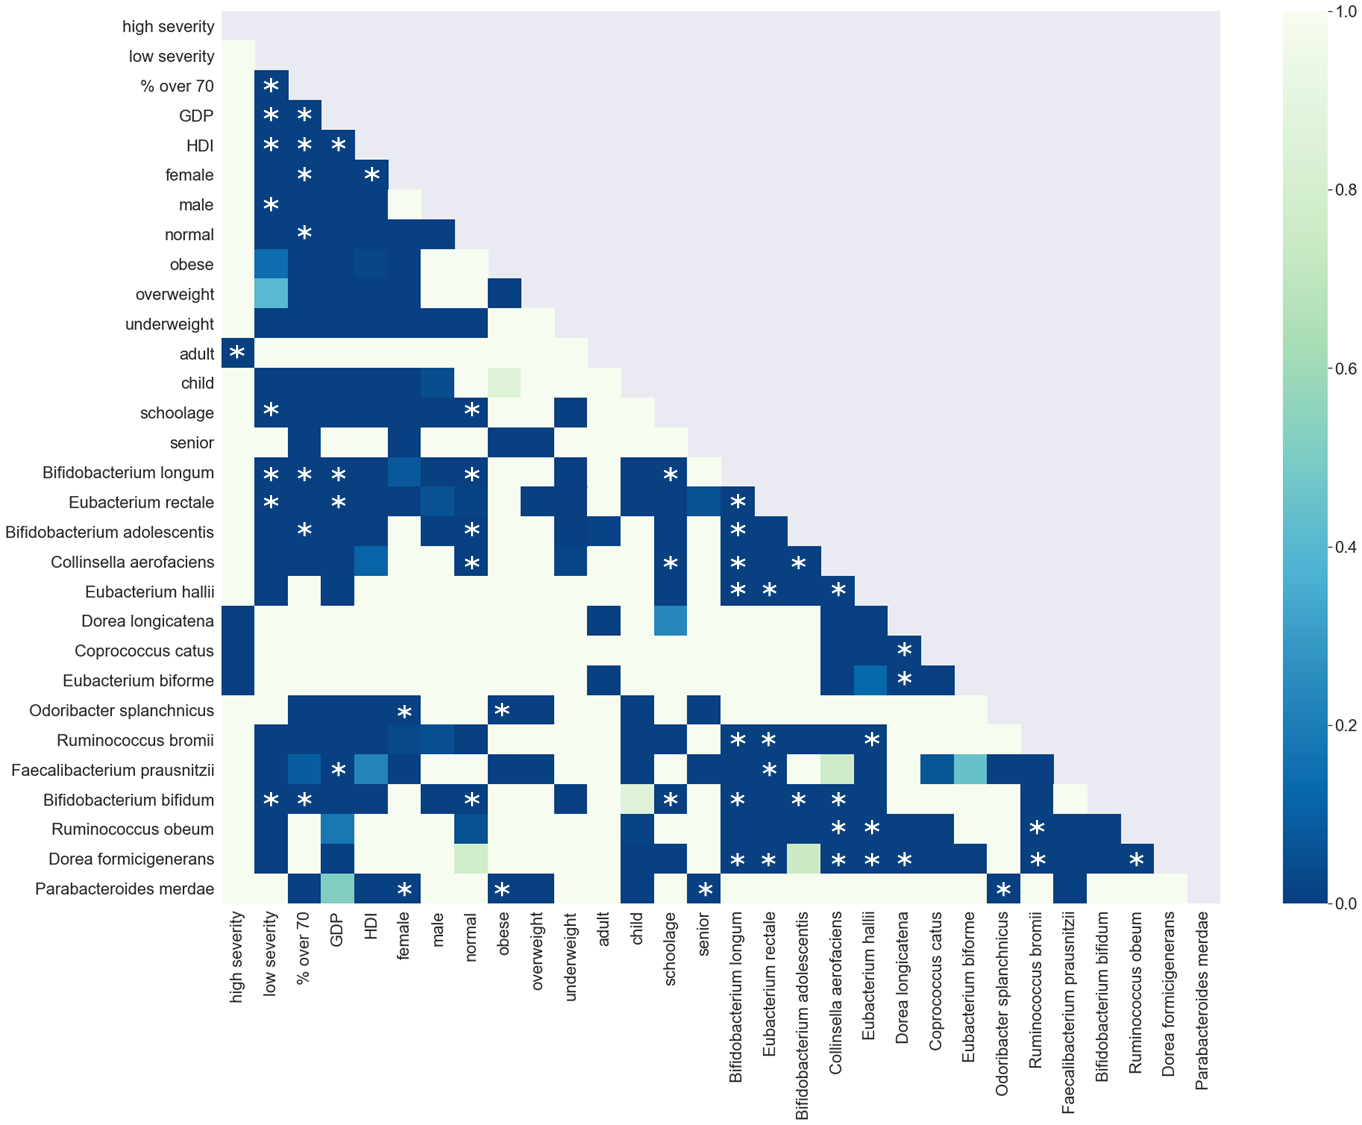 high severity
low severity
% over 70
GDP
HDI
female
male
normal
obese
overweight
underweight
adult
child
schoolage
senior
Bifidobacterium longum
Eubacterium rectale
Bifidobacterium adolescentis
Collinsella aerofaciens
Eubacterium hallii
Dorea longicatena
Coprococcus catus
Eubacterium biforme
Odoribacter splanchnicus
Ruminococcus bromii
Faecalibacterium prausnitzii
Bifidobacterium bifidum
Ruminococcus obeum
Dorea formicigenerans
Parabacteroides merdae
high severity
low severity
% over 70
GDP
HDI
female
male
normal
obese
overweight
underweight
adult
child
schoolage
senior
Bifidobacterium longum
Eubacterium rectale
Bifidobacterium adolescentis
Collinsella aerofaciens
Eubacterium hallii
Dorea longicatena
Coprococcus catus
Eubacterium biforme
Odoribacter splanchnicus
Ruminococcus bromii
Faecalibacterium prausnitzii
Bifidobacterium bifidum
Ruminococcus obeum
Dorea formicigenerans
Parabacteroides merdae
1.0
0.8
0.6
0.4
0.2
0.0